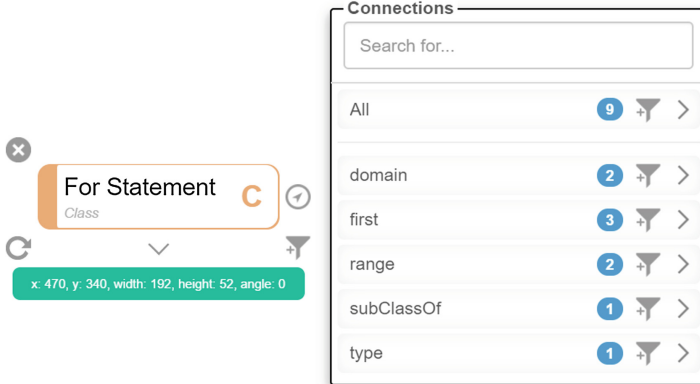 Connections
Search for...
All 9
domain 2
first 3
range 2
subClassOf 1
type 1
For Statement
Class
C
x: 470, y: 340, width: 192, height: 52, angle: 0